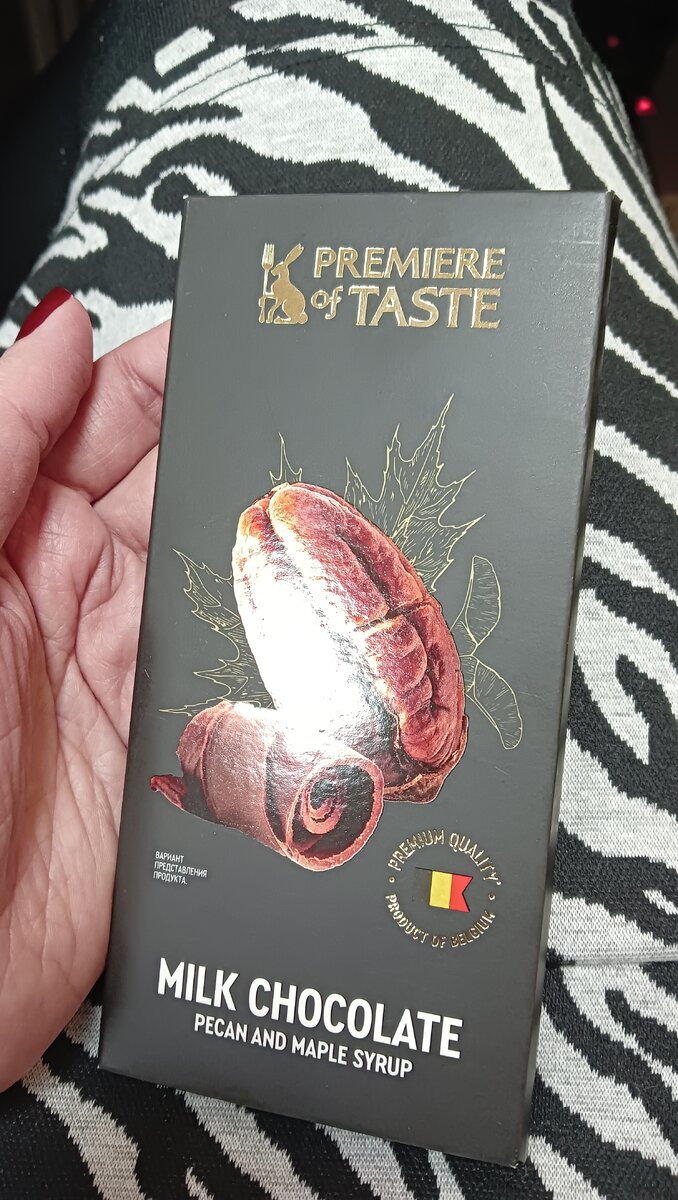 PREMIERE
of TASTE
ВАРИАНТ
ПРЕДСТАВЛЕНИЯ
ПРОДУКТА.
PREMIUM QUALITY
PRODUCT OF BELGIUM
MILK CHOCOLATE
PECAN AND MAPLE SYRUP